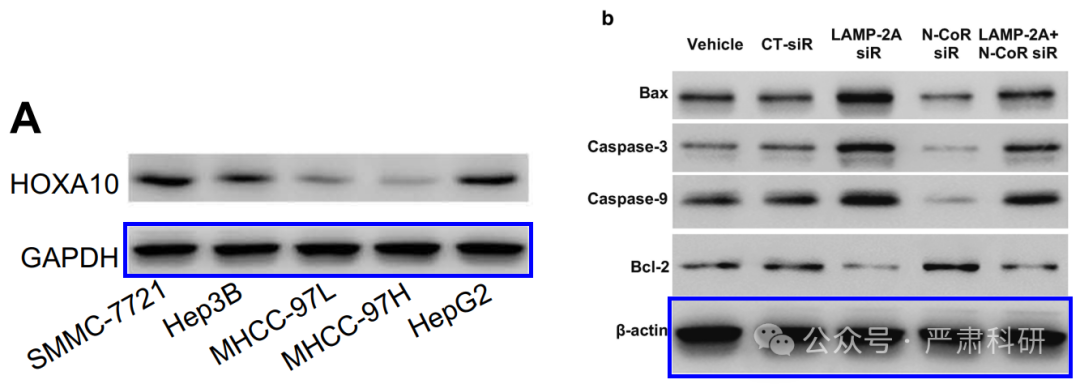 A
HOXA10
GAPDH
SMMC-7721
Hep3B
MHCC-97L
MHCC-97H
HepG2
b
Vehicle
CT-siR
LAMP-2A
siR
N-CoR
siR
LAMP-2A+
N-CoR siR
Bax
Caspase-3
Caspase-9
Bcl-2
β-actin
公众号 · 严肃科研